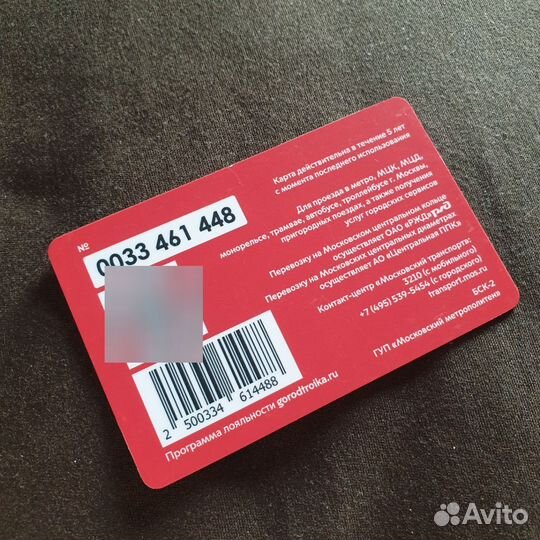 Карта действительна в течение 5 лет
с момента последнего использования
Для проезда в метро, МЦК, МЦД,
монорельсе, трамвае, автобусе, троллейбусе г. Москвы,
пригородных поездах, а также получения
услуг городских сервисов
Перевозку на Московском центральном кольце
осуществляет ОАО «РЖД» РЖД
Перевозку на Московских центральных диаметрах
осуществляет АО «Центральная ППК»
Контакт-центр «Московский транспорт»:
3210 (с мобильного)
+7 (495) 539-5454 (с городского)
transport.mos.ru
БСК-2
ГУП «Московский метрополитен»
№
0033 461 448
2 500334 614488
Программа лояльности gorodtroika.ru
Avito